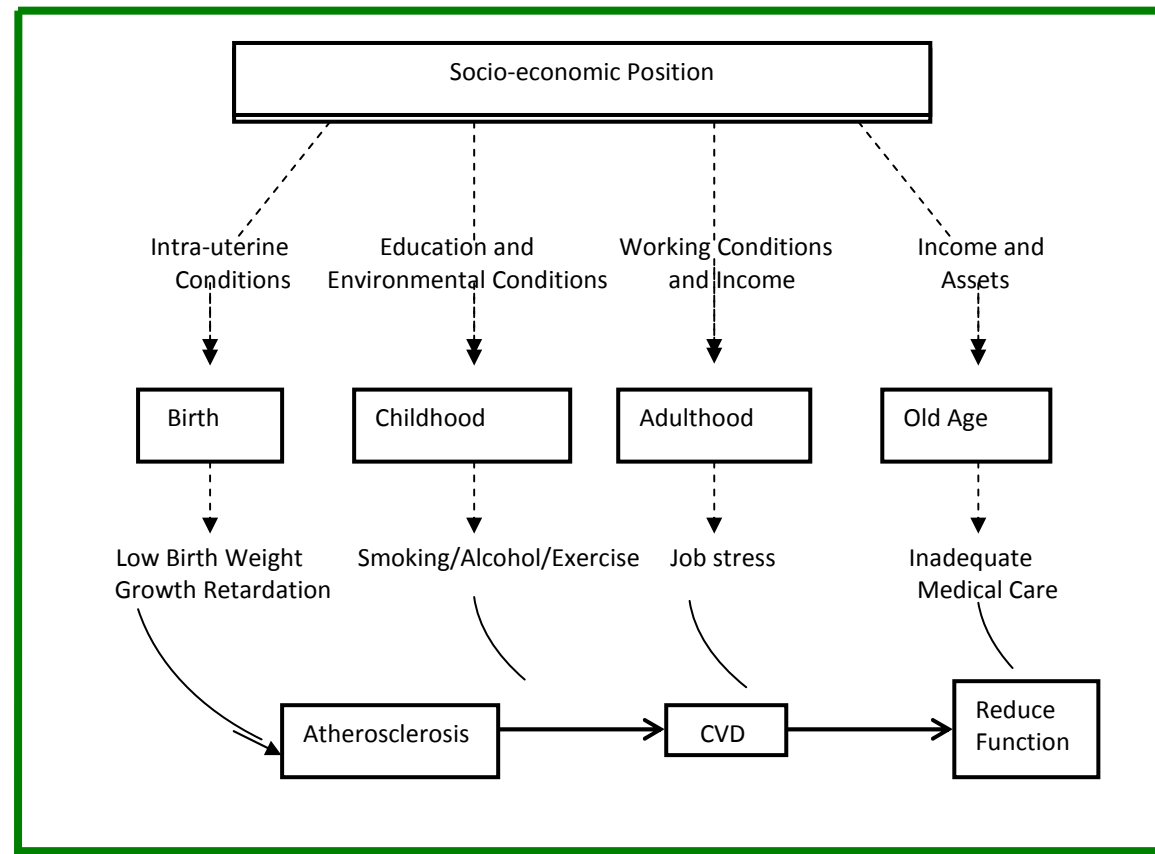 Socio-economic Position
Intra-uterine
Conditions
Education and
Environmental Conditions
Working Conditions
and Income
Income and
Assets
Birth
Childhood
Adulthood
Old Age
Low Birth Weight
Growth Retardation
Smoking/Alcohol/Exercise
Job stress
Inadequate
Medical Care
Atherosclerosis
CVD
Reduce
Function